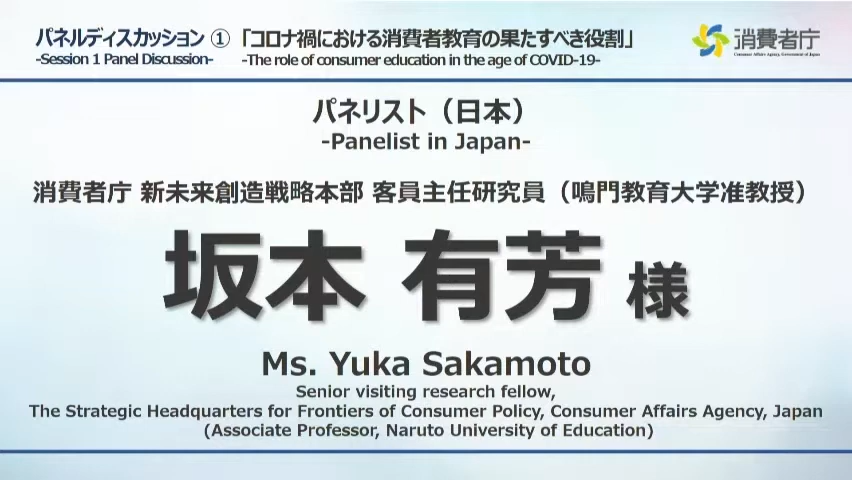 パネルディスカッション ① 「コロナ禍における消費者教育の果たすべき役割」
-Session 1 Panel Discussion- -The role of consumer education in the age of COVID-19-
消費者庁
Consumer Affairs Agency, Government of Japan
パネリスト（日本）
-Panelist in Japan-
消費者庁 新未来創造戦略本部 客員主任研究員（鳴門教育大学准教授）
坂本 有芳 様
Ms. Yuka Sakamoto
Senior visiting research fellow,
The Strategic Headquarters for Frontiers of Consumer Policy, Consumer Affairs Agency, Japan
(Associate Professor, Naruto University of Education)